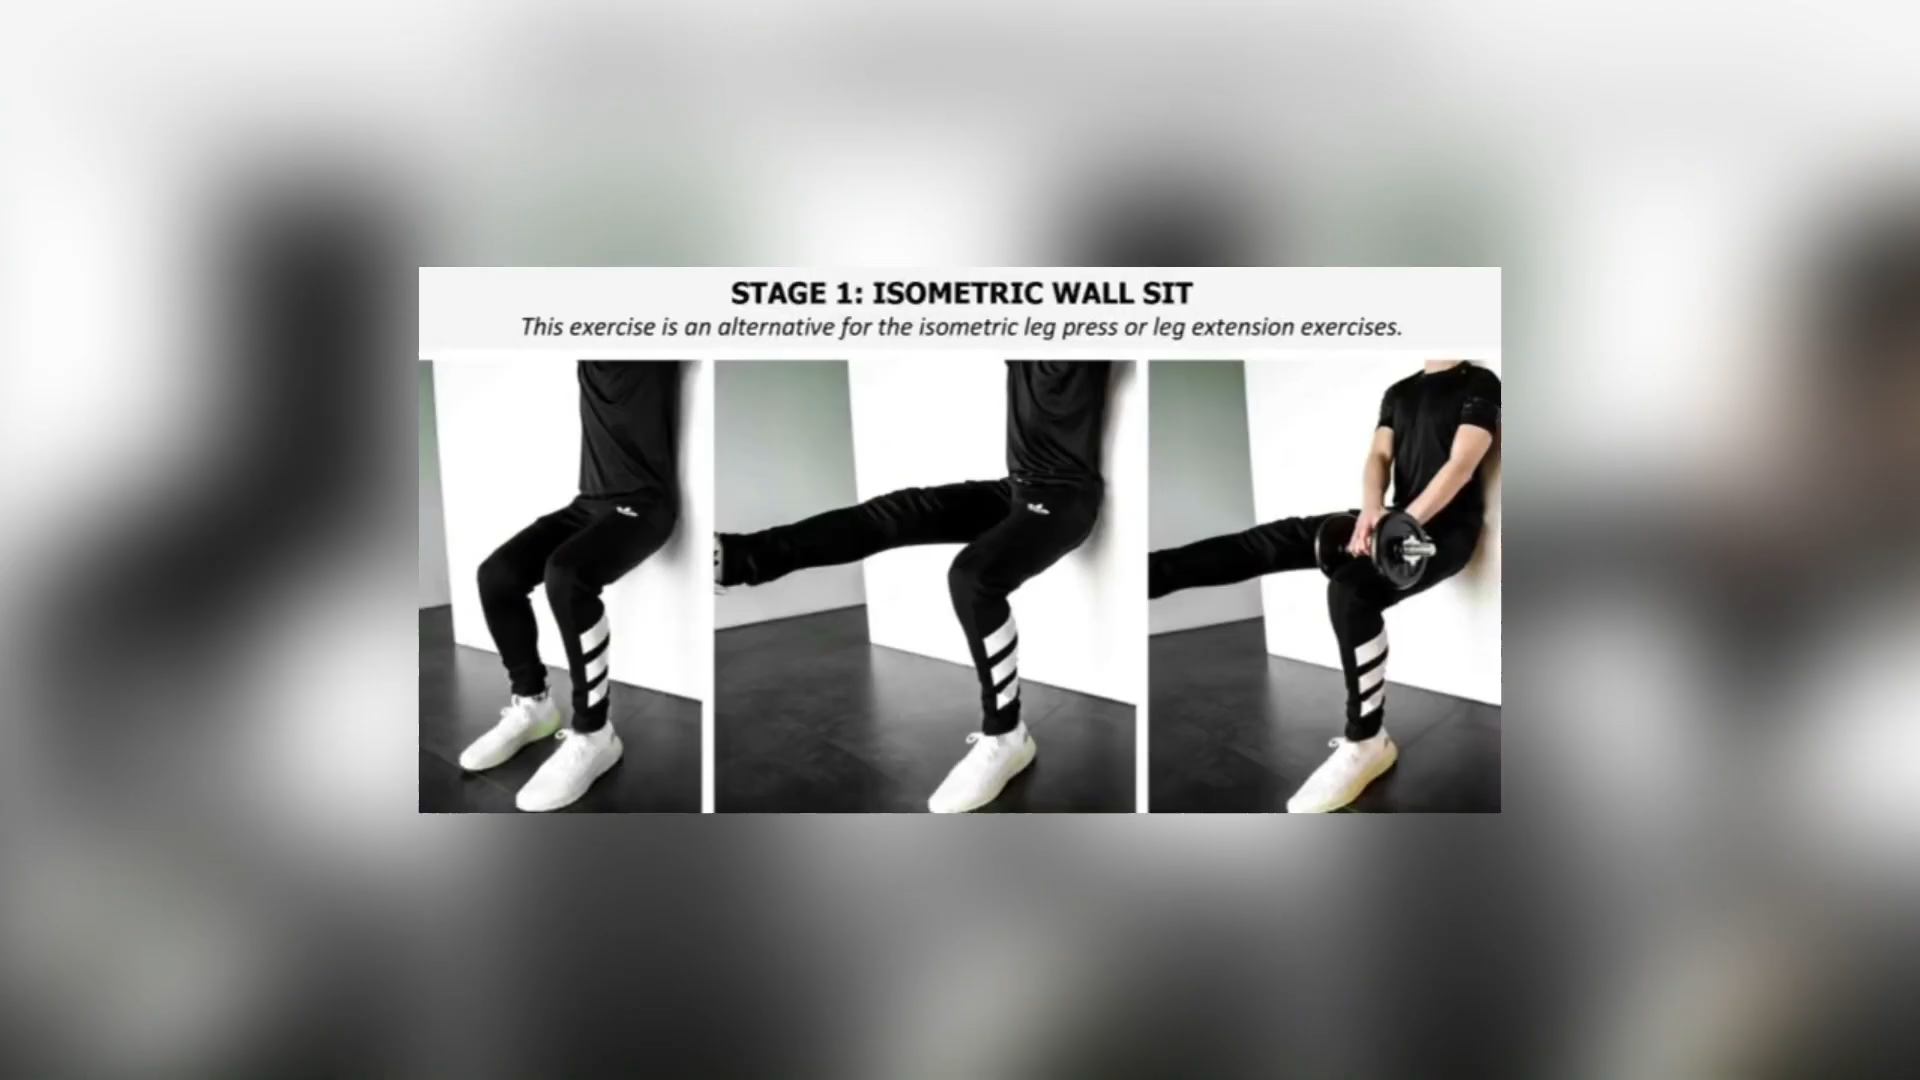 STAGE 1: ISOMETRIC WALL SIT
This exercise is an alternative for the isometric leg press or leg extension exercises.